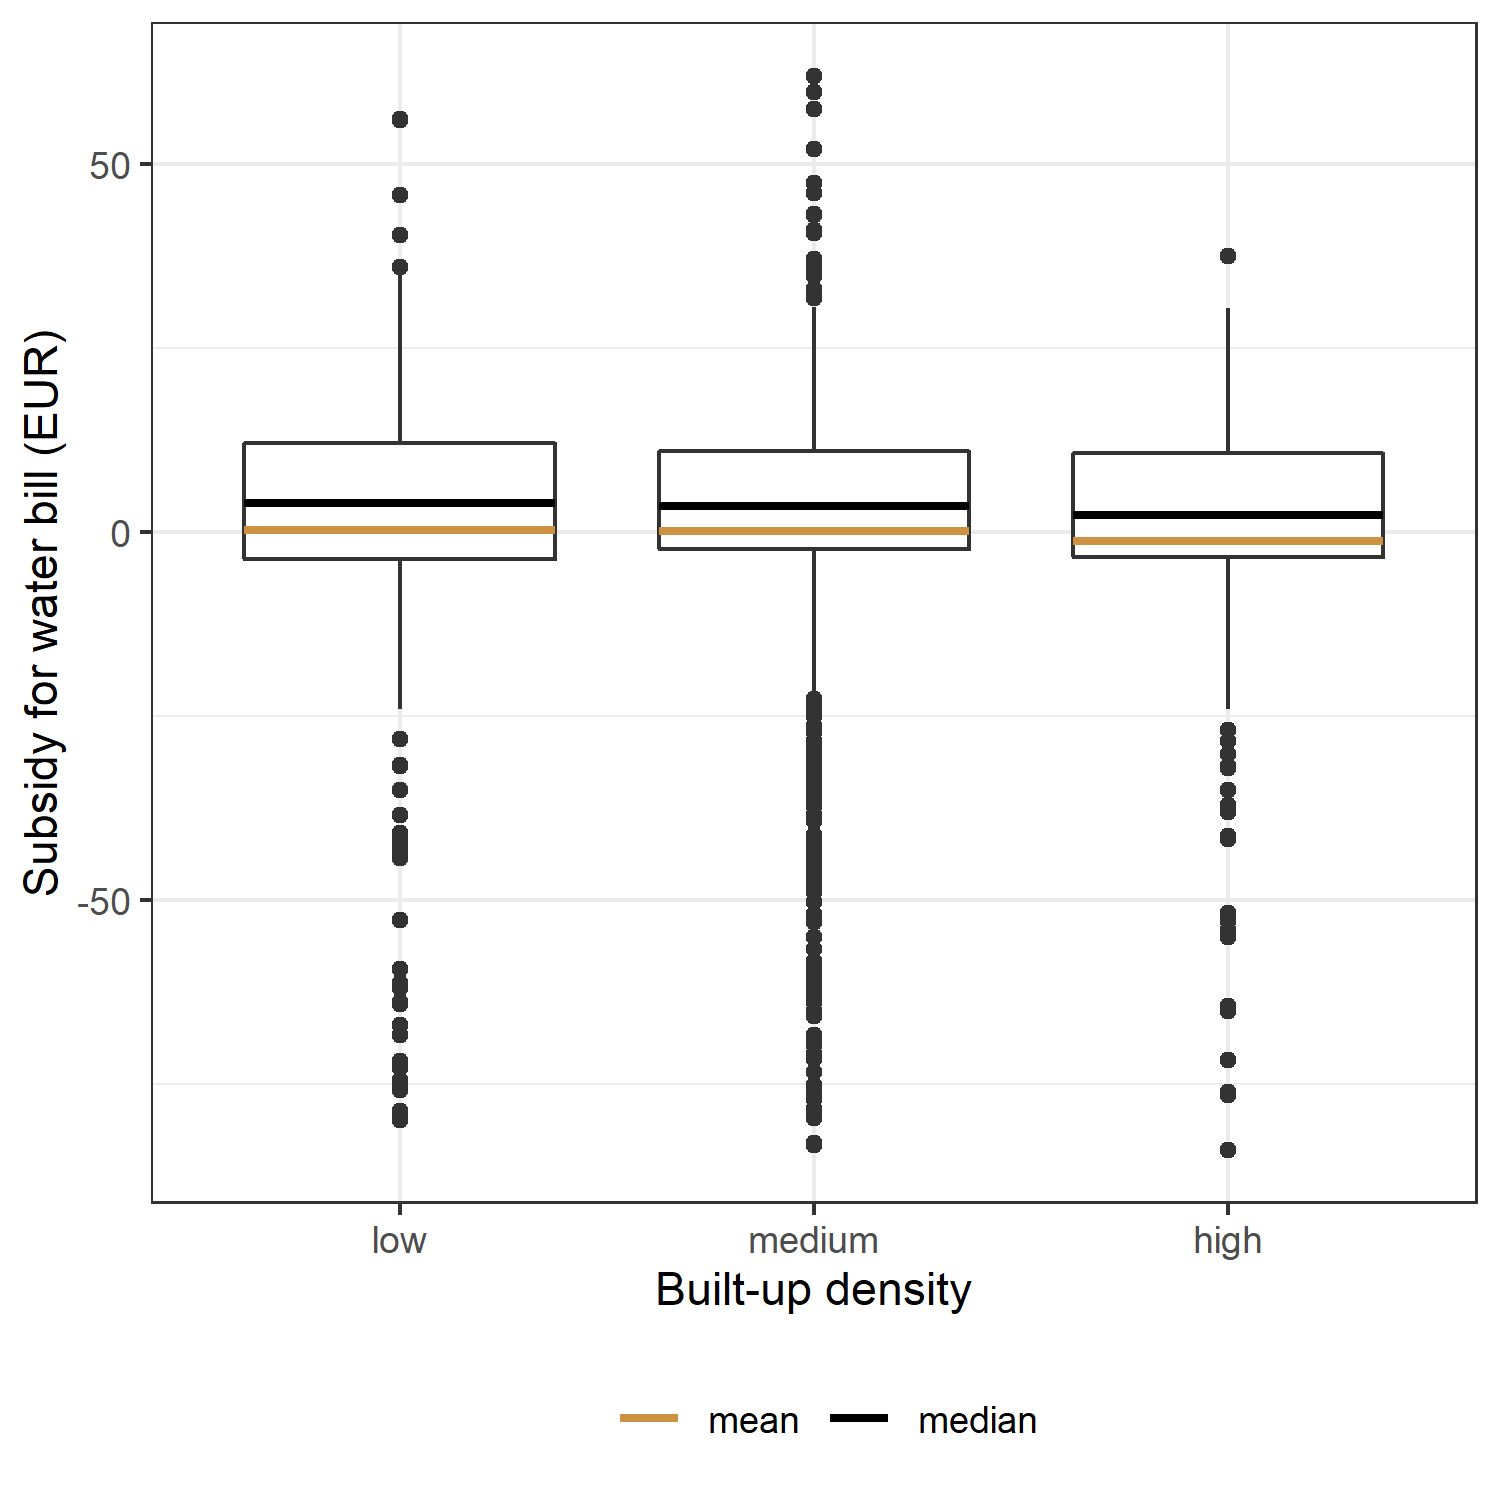 Subsidy for water bill (EUR)
50
0
-50
low medium high
Built-up density
mean median